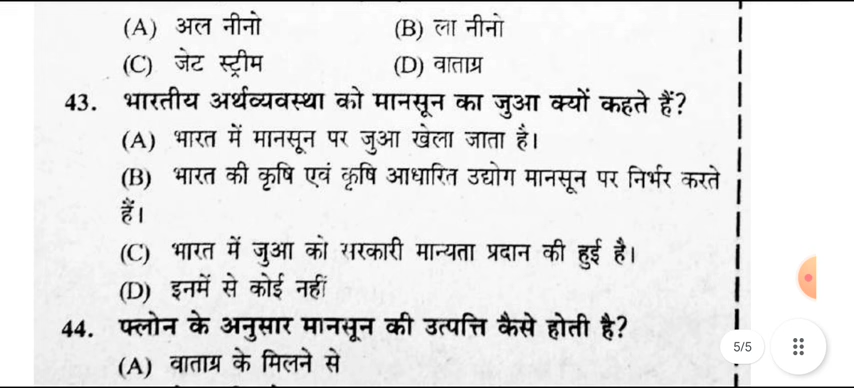 (A) अल नीनो (B) ला नीनो
(C) जेट स्ट्रीम (D) वाताग्र
43. भारतीय अर्थव्यवस्था को मानसून का जुआ क्यों कहते हैं?
(A) भारत में मानसून पर जुआ खेला जाता है।
(B) भारत की कृषि एवं कृषि आधारित उद्योग मानसून पर निर्भर करते
हैं।
(C) भारत में जुआ को सरकारी मान्यता प्रदान की हुई है।
(D) इनमें से कोई नहीं
44. फ्लोन के अनुसार मानसून की उत्पत्ति कैसे होती है?
5/5
(A) वाताग्र के मिलने से